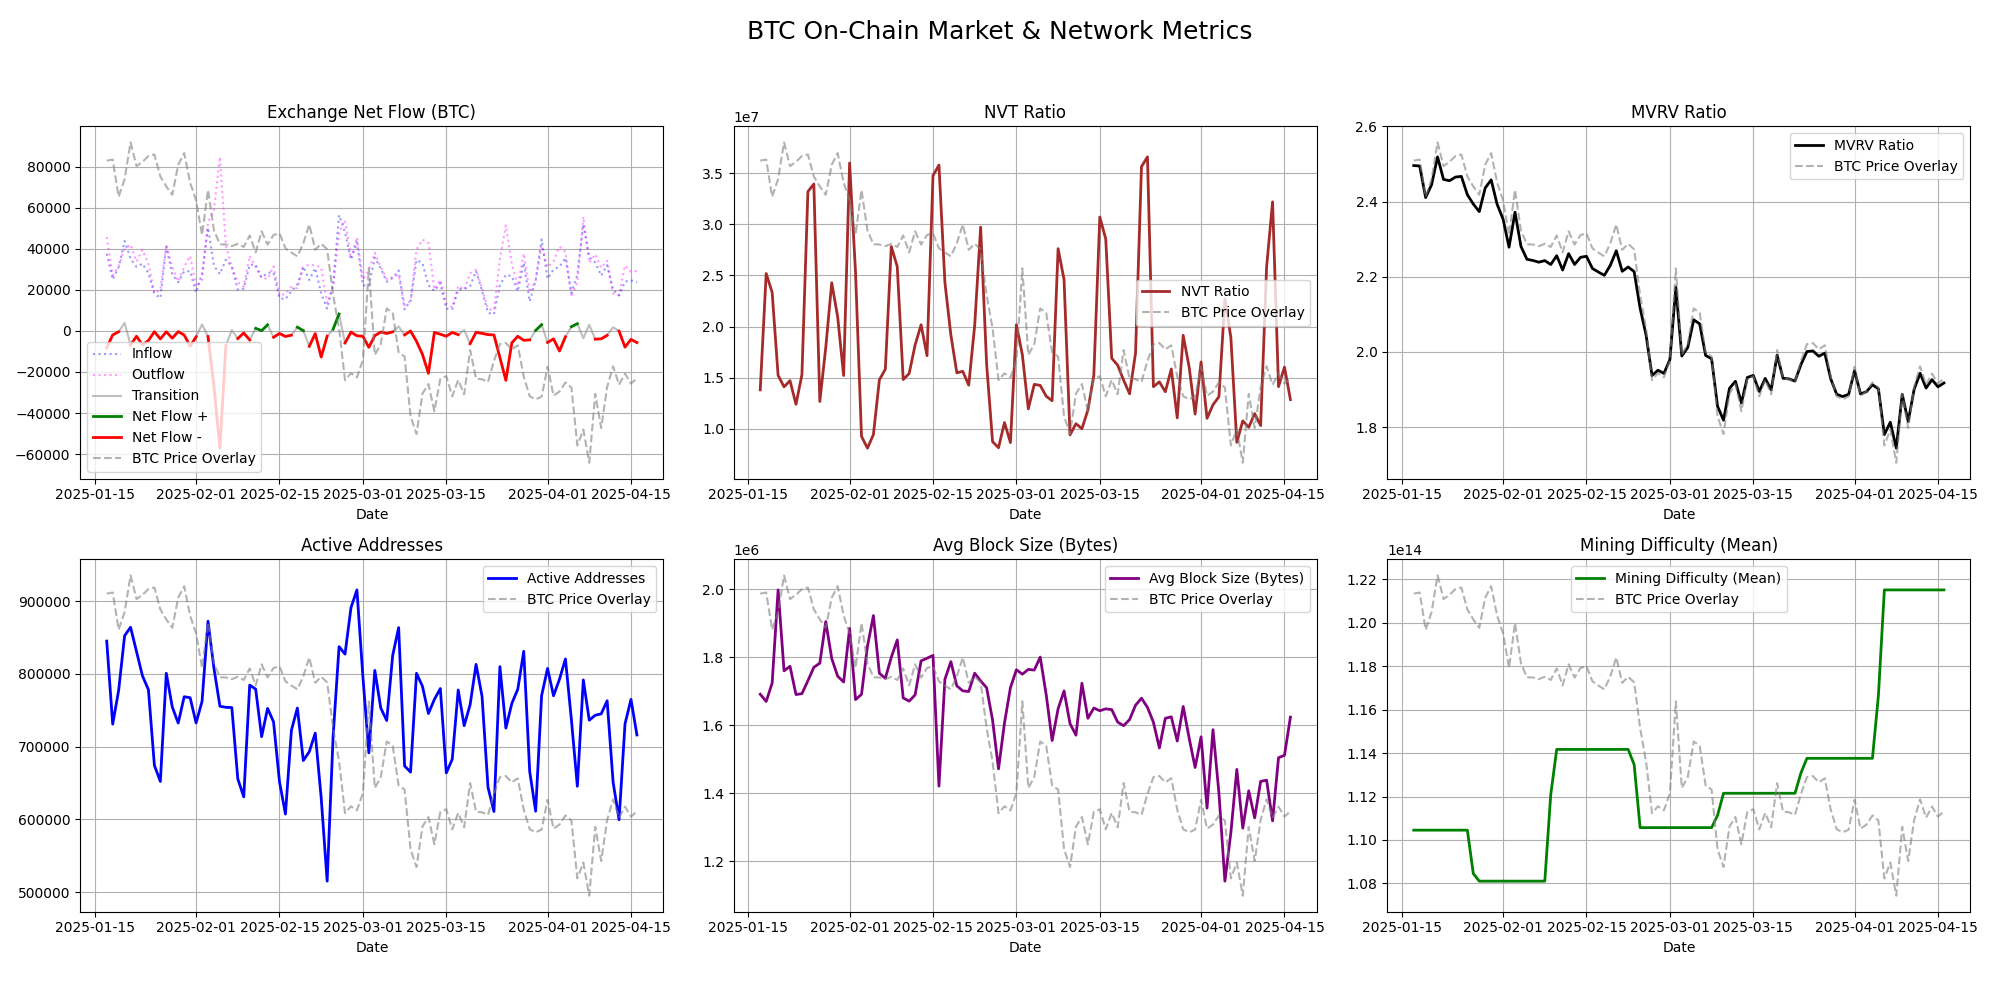 BTC On-Chain Market & Network Metrics
Exchange Net Flow (BTC)
80000
60000
40000
20000
0
−20000
−40000
−60000
Inflow
Outflow
Transition
Net Flow +
Net Flow -
BTC Price Overlay
2025-01-15 2025-02-01 2025-02-15 2025-03-01 2025-03-15 2025-04-01 2025-04-15
Date
NVT Ratio
1e7
3.5
3.0
2.5
2.0
1.5
1.0
NVT Ratio
BTC Price Overlay
2025-01-15 2025-02-01 2025-02-15 2025-03-01 2025-03-15 2025-04-01 2025-04-15
Date
MVRV Ratio
2.6
2.4
2.2
2.0
1.8
MVRV Ratio
BTC Price Overlay
2025-01-15 2025-02-01 2025-02-15 2025-03-01 2025-03-15 2025-04-01 2025-04-15
Date
Active Addresses
900000
800000
700000
600000
500000
Active Addresses
BTC Price Overlay
2025-01-15 2025-02-01 2025-02-15 2025-03-01 2025-03-15 2025-04-01 2025-04-15
Date
Avg Block Size (Bytes)
1e6
2.0
1.8
1.6
1.4
1.2
Avg Block Size (Bytes)
BTC Price Overlay
2025-01-15 2025-02-01 2025-02-15 2025-03-01 2025-03-15 2025-04-01 2025-04-15
Date
Mining Difficulty (Mean)
1e14
1.22
1.20
1.18
1.16
1.14
1.12
1.10
1.08
Mining Difficulty (Mean)
BTC Price Overlay
2025-01-15 2025-02-01 2025-02-15 2025-03-01 2025-03-15 2025-04-01 2025-04-15
Date